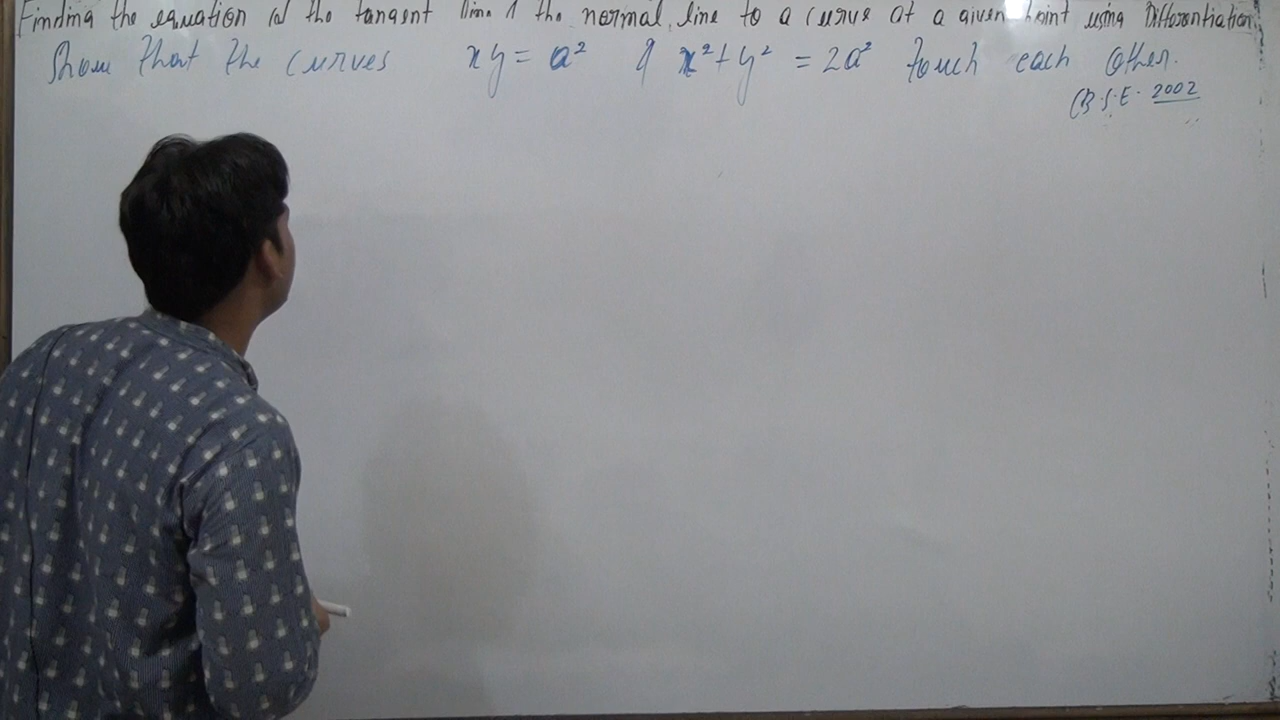 Finding the equation of the tangent line & the normal line to a curve at a given point using Differentiation
Show that the curves xy = a² & x² + y² = 2a² touch each other.
C.B.S.E. 2002